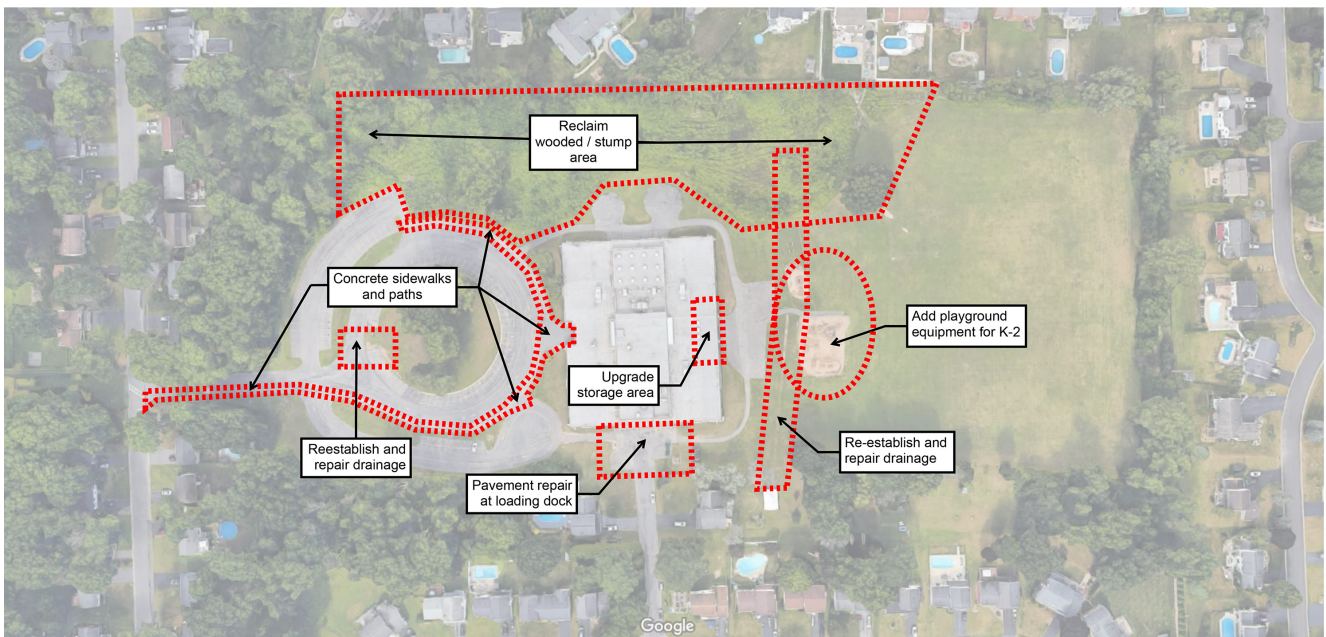 Reclaim
wooded / stump
area
Concrete sidewalks
and paths
Add playground
equipment for K-2
Upgrade
storage area
Reestablish and
repair drainage
Re-establish and
repair drainage
Pavement repair
at loading dock
Google